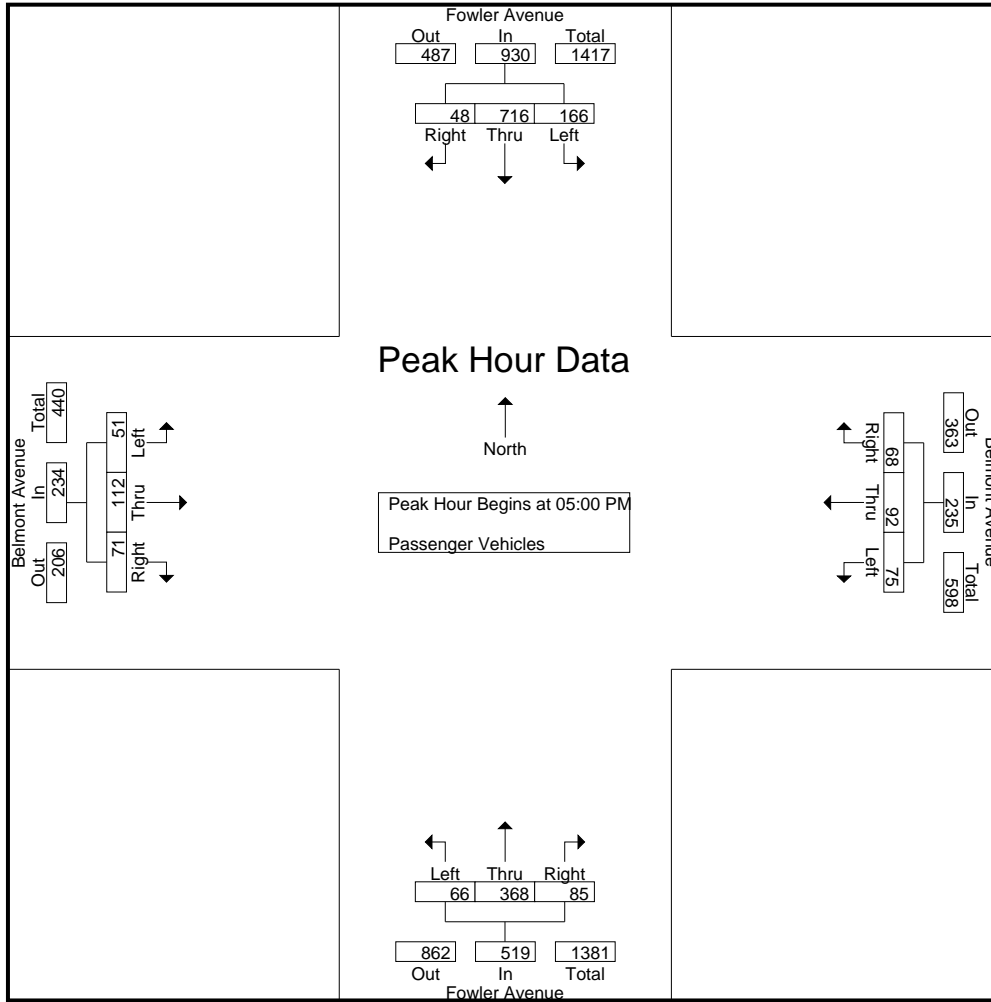 Fowler Avenue
Out In Total
487 930 1417
48 716 166
Right Thru Left
Peak Hour Data
North
Peak Hour Begins at 05:00 PM
Passenger Vehicles
Belmont Avenue
Total In Out
440 234 206
51 112 71
Left Thru Right
Belmont Avenue
Out In Total
363 235 598
68 92 75
Right Thru Left
Left Thru Right
66 368 85
862 519 1381
Out In Total
Fowler Avenue